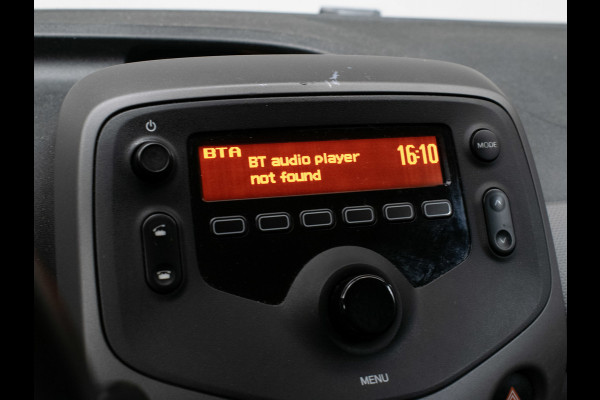 BTA
BT audio player
not found
16:10
MODE
MENU